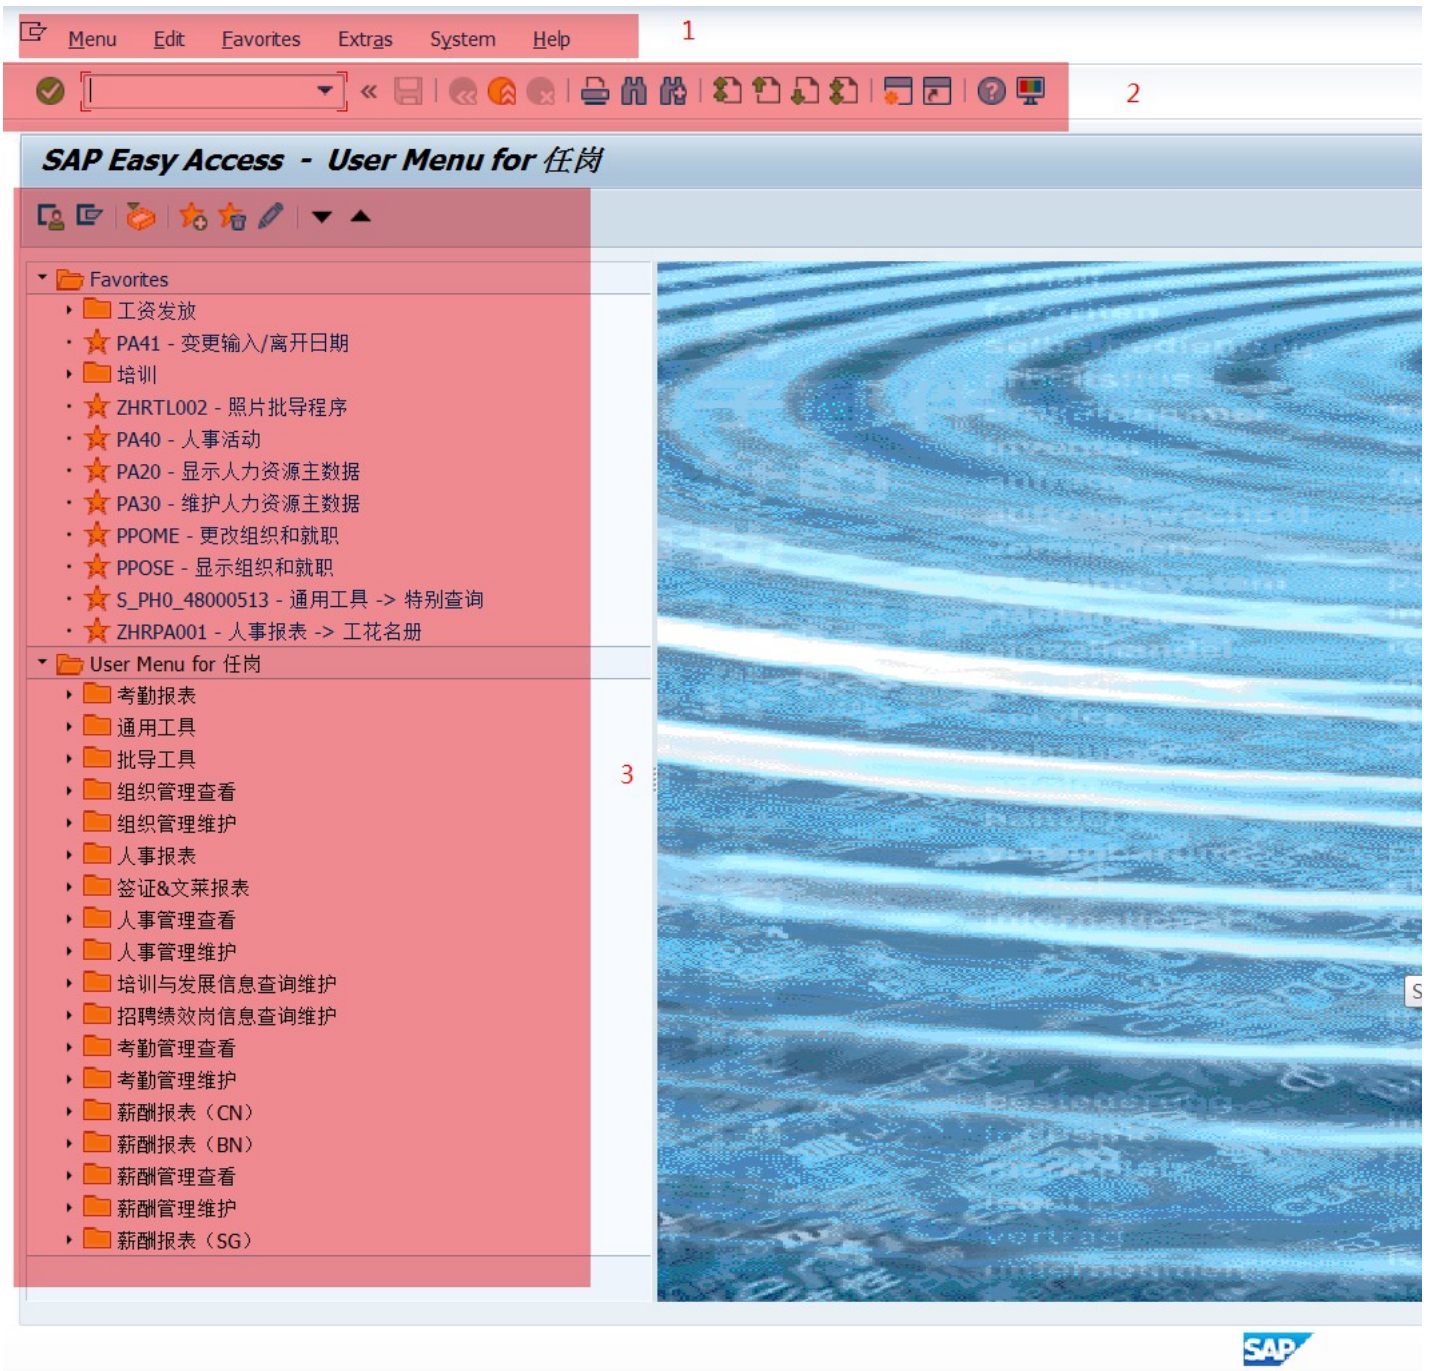 Menu Edit Favorites Extras System Help 1
2
SAP Easy Access - User Menu for 任岗
Favorites
工资发放
PA41 - 变更输入/离开日期
培训
ZHRTL002 - 照片批导程序
PA40 - 人事活动
PA20 - 显示人力资源主数据
PA30 - 维护人力资源主数据
PPOME - 更改组织和就职
PPOSE - 显示组织和就职
S_PH0_48000513 - 通用工具 -> 特别查询
ZHRPA001 - 人事报表 -> 工花名册
User Menu for 任岗
考勤报表
通用工具
批导工具
3
组织管理查看
组织管理维护
人事报表
签证&文莱报表
人事管理查看
人事管理维护
培训与发展信息查询维护
S
招聘绩效岗信息查询维护
考勤管理查看
考勤管理维护
薪酬报表（CN）
薪酬报表（BN）
薪酬管理查看
薪酬管理维护
薪酬报表（SG）
SAP